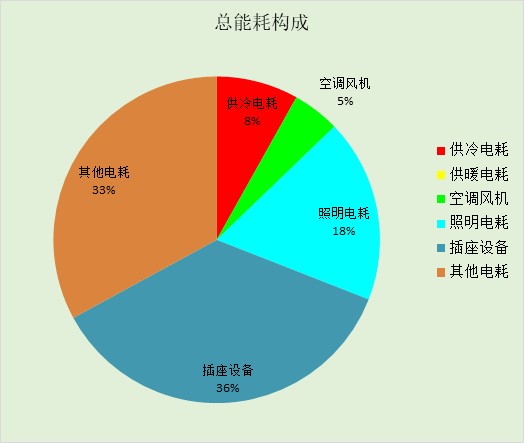 总能耗构成
供冷电耗
8%
空调风机
5%
照明电耗
18%
插座设备
36%
其他电耗
33%
供冷电耗
供暖电耗
空调风机
照明电耗
插座设备
其他电耗